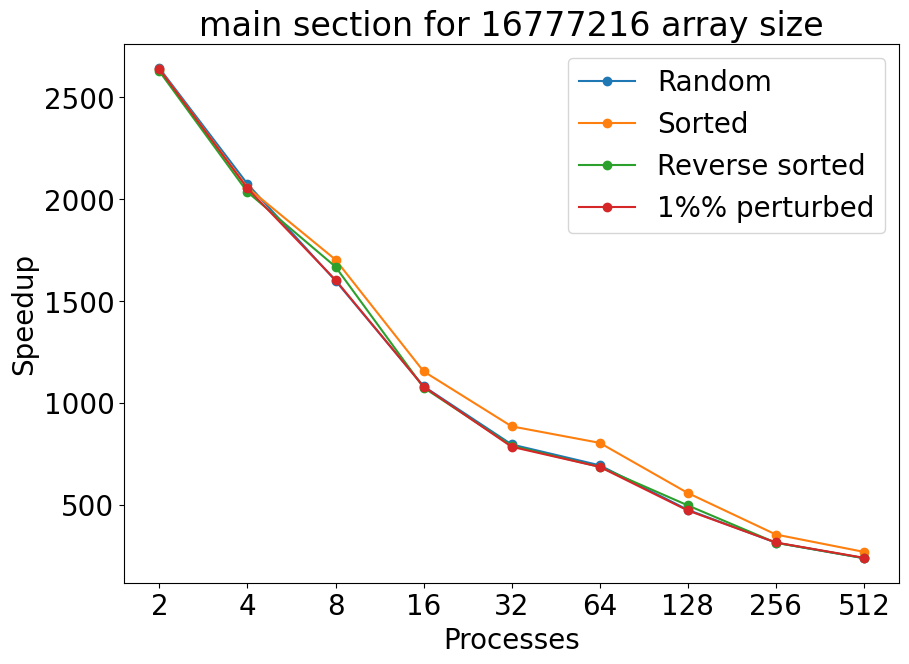 main section for 16777216 array size
Speedup
2500
2000
1500
1000
500
Random
Sorted
Reverse sorted
1%% perturbed
2 4 8 16 32 64 128 256 512
Processes